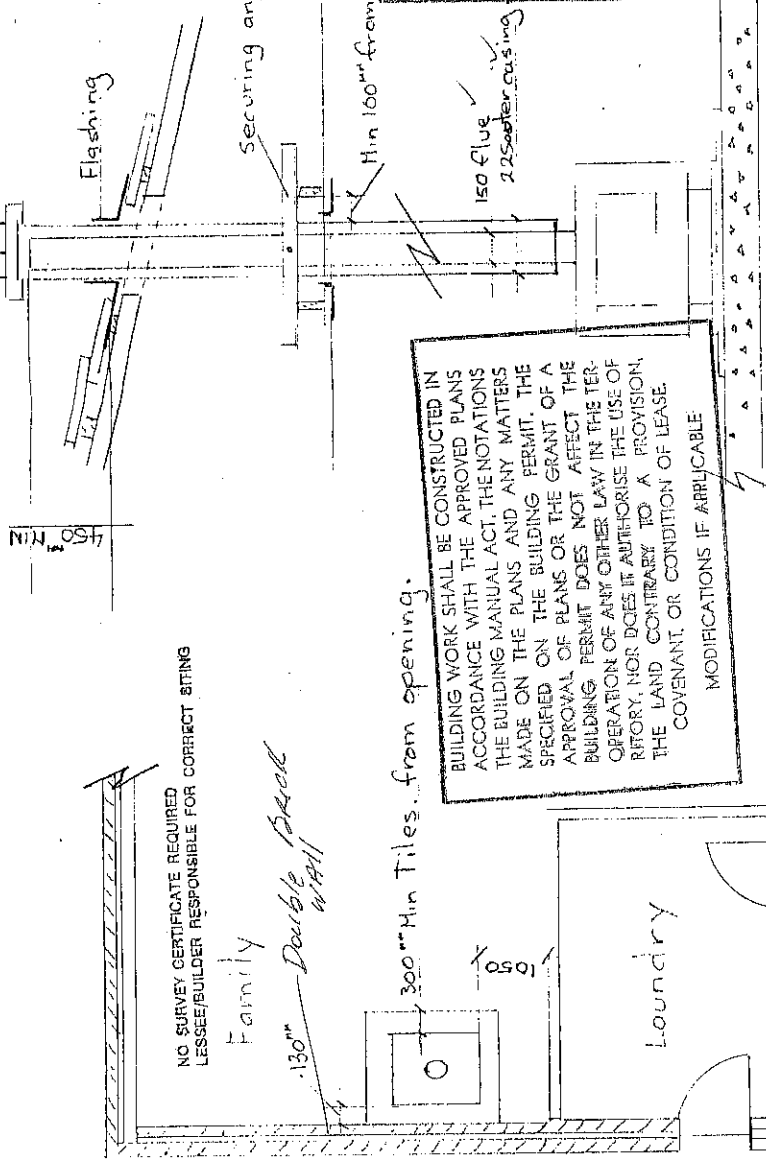 Flashing
Securing an
Min 100mm from
150 flue
225outer casing
450mm MIN
NO SURVEY CERTIFICATE REQUIRED
LESSEE/BUILDER RESPONSIBLE FOR CORRECT SITING
Family
130mm
Double Brick
WALL
300mm Min Tiles. from opening.
1050
Laundry
BUILDING WORK SHALL BE CONSTRUCTED IN
ACCORDANCE WITH THE APPROVED PLANS
THE BUILDING MANUAL ACT, THE NOTATIONS
MADE ON THE PLANS AND ANY MATTERS
SPECIFIED ON THE BUILDING PERMIT. THE
APPROVAL OF PLANS OR THE GRANT OF A
BUILDING PERMIT DOES NOT AFFECT THE
OPERATION OF ANY OTHER LAW IN THE TER-
RITORY, NOR DOES IT AUTHORISE THE USE OF
THE LAND CONTRARY TO A PROVISION,
COVENANT, OR CONDITION OF LEASE.
MODIFICATIONS IF APPLICABLE